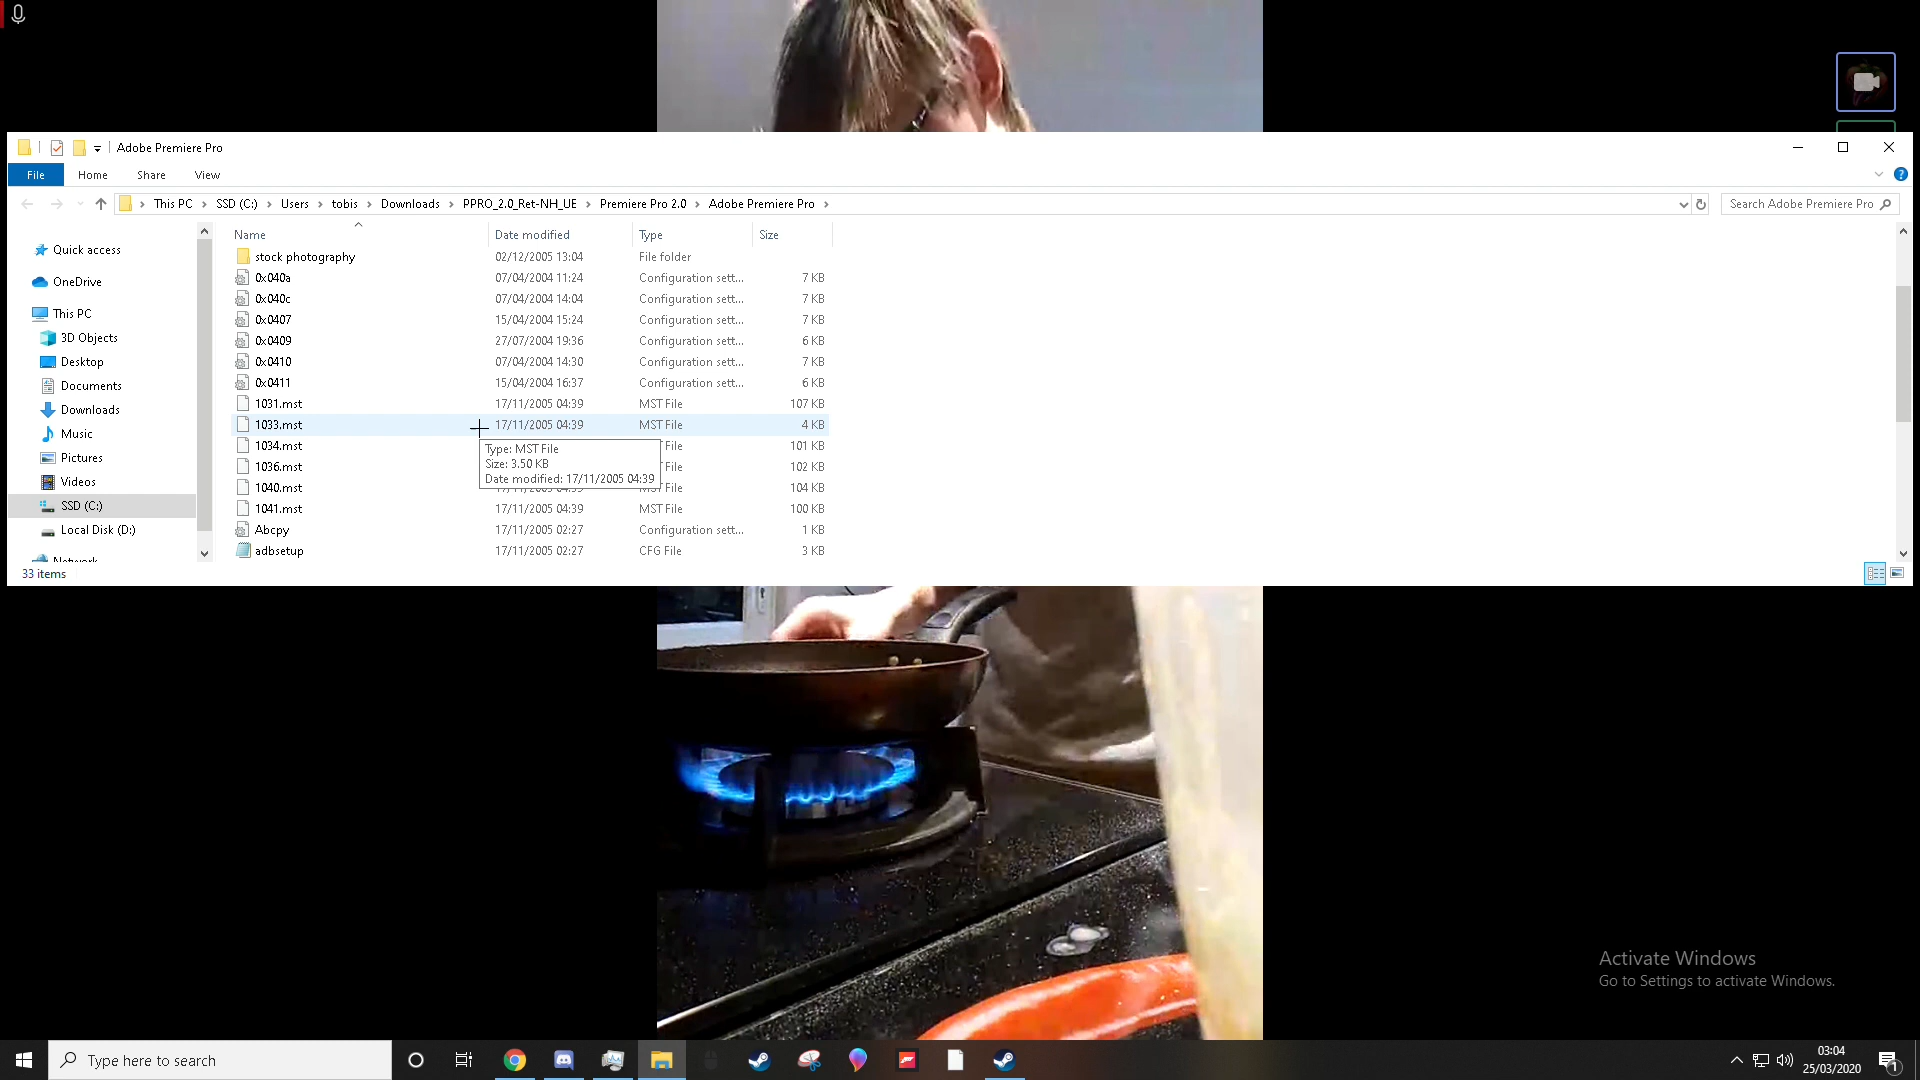 Adobe Premiere Pro
File Home Share View
This PC SSD (C:) Users tobis Downloads PPRO_2.0_Ret-NH_UE Premiere Pro 2.0 Adobe Premiere Pro
Search Adobe Premiere Pro
Quick access
OneDrive
This PC
3D Objects
Desktop
Documents
Downloads
Music
Pictures
Videos
SSD (C:)
Local Disk (D:)
Network
Name Date modified Type Size
stock photography 02/12/2005 13:04 File folder
0x040a 07/04/2004 11:24 Configuration sett... 7 KB
0x040c 07/04/2004 14:04 Configuration sett... 7 KB
0x0407 15/04/2004 15:24 Configuration sett... 7 KB
0x0409 27/07/2004 19:36 Configuration sett... 6 KB
0x0410 07/04/2004 14:30 Configuration sett... 7 KB
0x0411 15/04/2004 16:37 Configuration sett... 6 KB
1031.mst 17/11/2005 04:39 MST File 107 KB
1033.mst 17/11/2005 04:39 MST File 4 KB
1034.mst File 101 KB
1036.mst File 102 KB
1040.mst 17/11/2005 04:39 MST File 104 KB
1041.mst 17/11/2005 04:39 MST File 100 KB
Abcpy 17/11/2005 02:27 Configuration sett... 1 KB
adbsetup 17/11/2005 02:27 CFG File 3 KB
Type: MST File
Size: 3.50 KB
Date modified: 17/11/2005 04:39
33 items
Activate Windows
Go to Settings to activate Windows.
Type here to search
03:04
25/03/2020
1